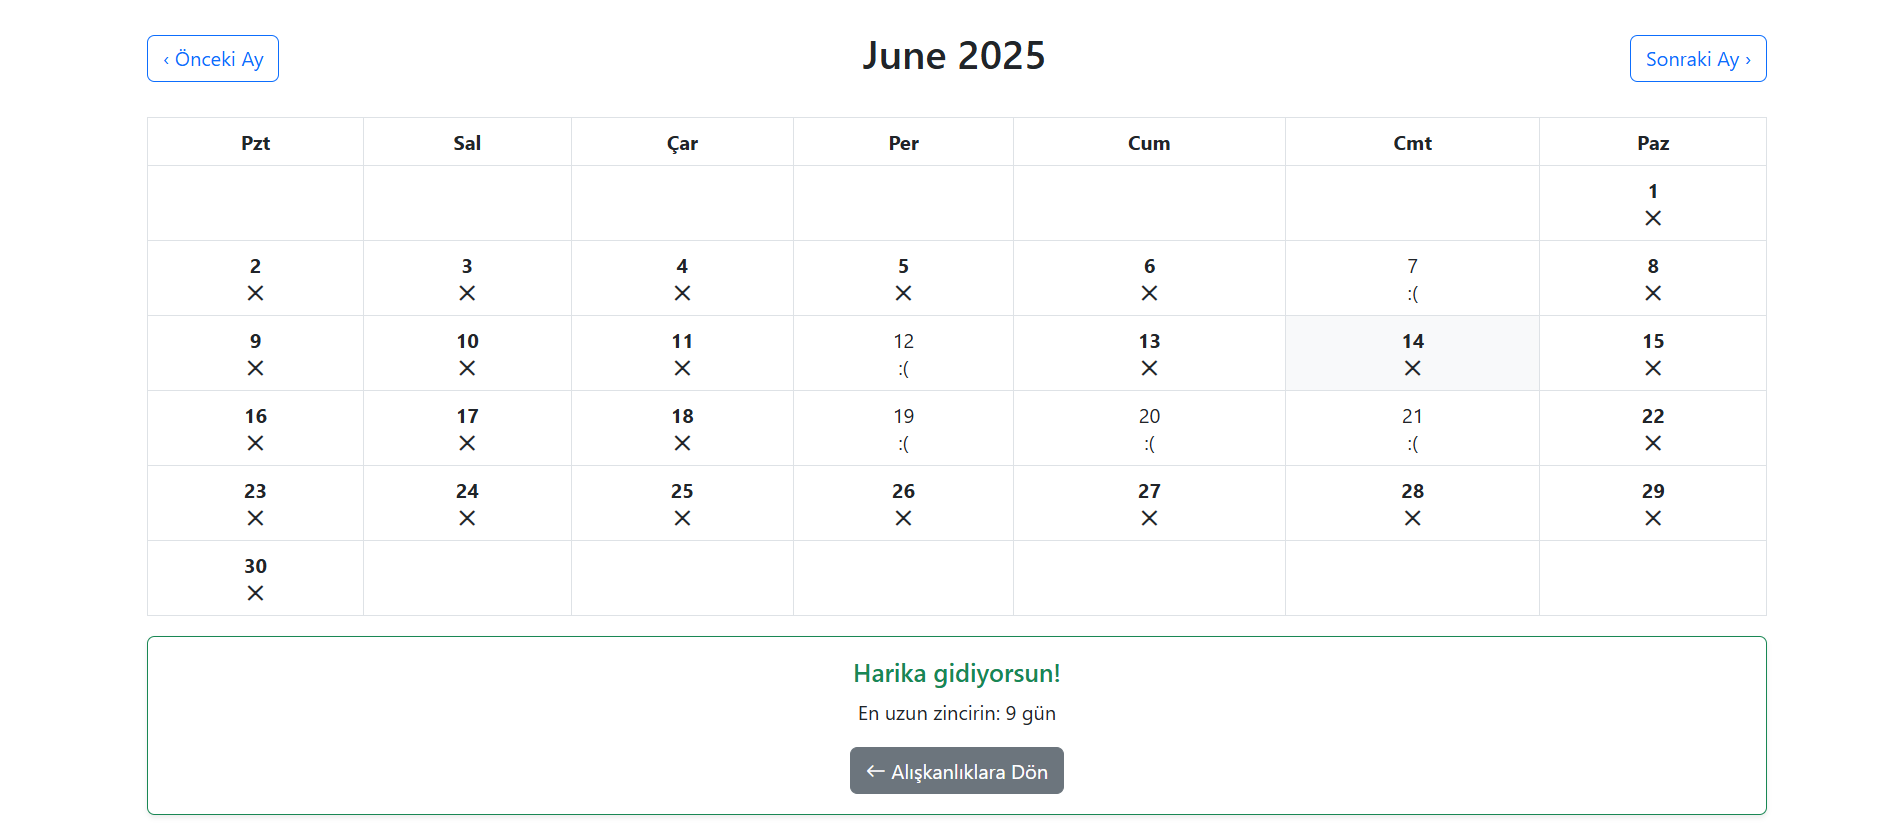 ‹ Önceki Ay
June 2025
Sonraki Ay ›
Pzt Sal Çar Per Cum Cmt Paz
1
×
2 3 4 5 6 7 8
× × × × × :( ×
9 10 11 12 13 14 15
× × × :( × × ×
16 17 18 19 20 21 22
× × × :( :( :( ×
23 24 25 26 27 28 29
× × × × × × ×
30
×
Harika gidiyorsun!
En uzun zincirin: 9 gün
← Alışkanlıklara Dön